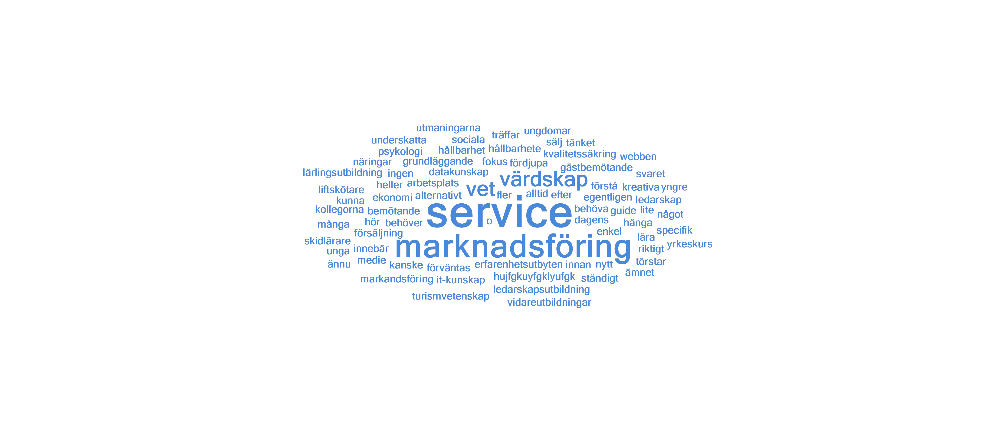 utmaningarna träffar ungdomar
underskatta sociala sälj tänket
psykologi hållbarhet hållbarhete kvalitetssäkring webben
näringar grundläggande fokus fördjupa gästbemötande
lärlingsutbildning ingen datakunskap värdskap svaret
liftskötare heller arbetsplats vet förstå kreativa yngre
kunna ekonomi alternativt fler alltid efter egentligen ledarskap
kollegorna bemötande service behöva guide lite något
många hör behöver o dagens hänga
försäljning enkel lära specifik
skidlärare marknadsföring yrkeskurs
unga innebär riktigt
ännu medie kanske förväntas erfarenhetsutbyten innan nytt törstar
markandsföring it-kunskap hujfgkuyfgklyufgk ständigt ämnet
turismvetenskap ledarskapsutbildning
vidareutbildningar